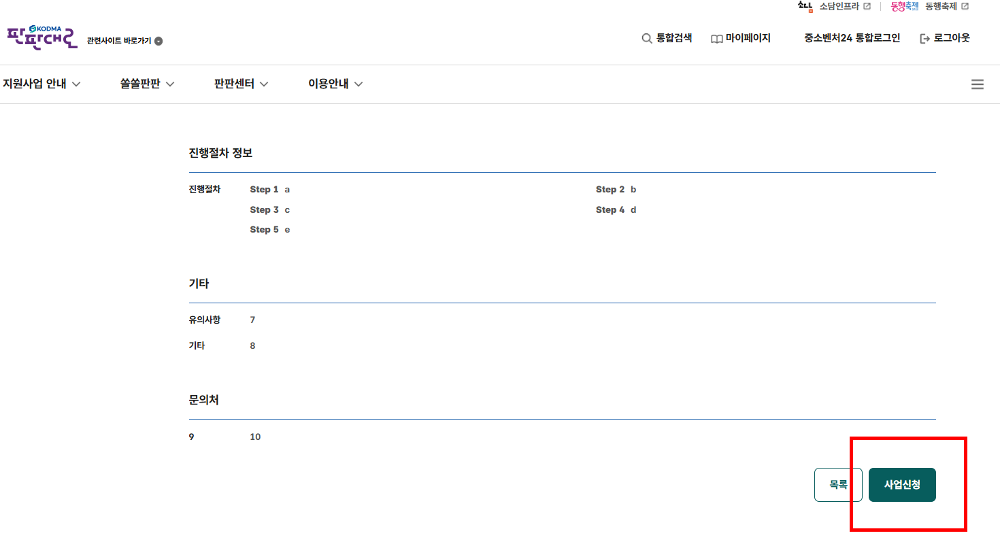 소담 소담인프라 동행축제 동행축제
KODMA
판판대로 관련사이트 바로가기 통합검색 마이페이지 중소벤처24 통합로그인 로그아웃
지원사업 안내 쏠쏠판판 판판센터 이용안내
진행절차 정보
진행절차 Step 1 a Step 2 b
Step 3 c Step 4 d
Step 5 e
기타
유의사항 7
기타 8
문의처
9 10
목록 사업신청